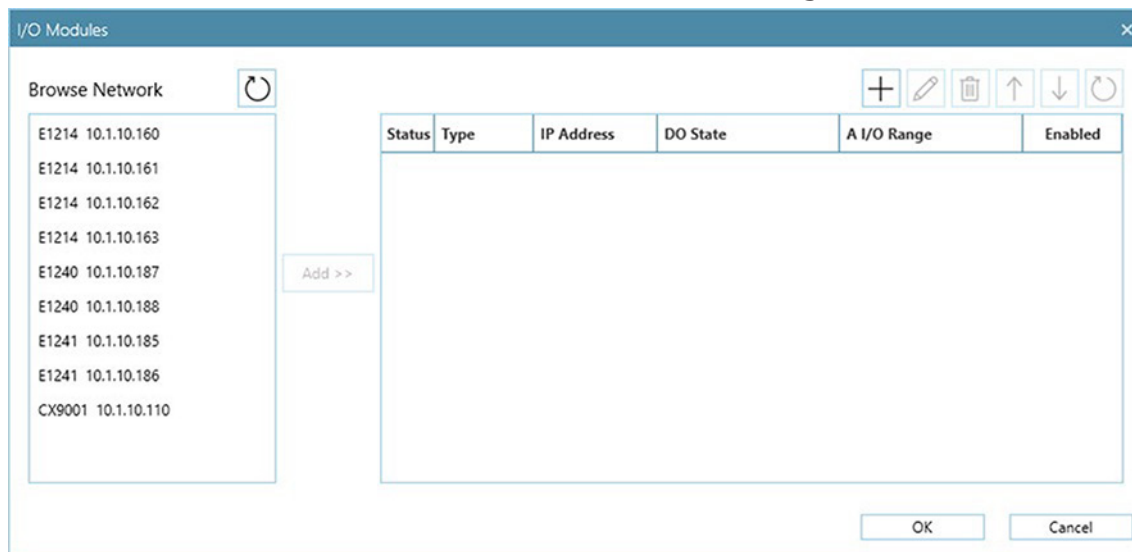 I/O Modules
Browse Network
E1214 10.1.10.160
E1214 10.1.10.161
E1214 10.1.10.162
E1214 10.1.10.163
E1240 10.1.10.187
E1240 10.1.10.188
E1241 10.1.10.185
E1241 10.1.10.186
CX9001 10.1.10.110
Add >>
Status Type IP Address DO State A I/O Range Enabled
OK Cancel